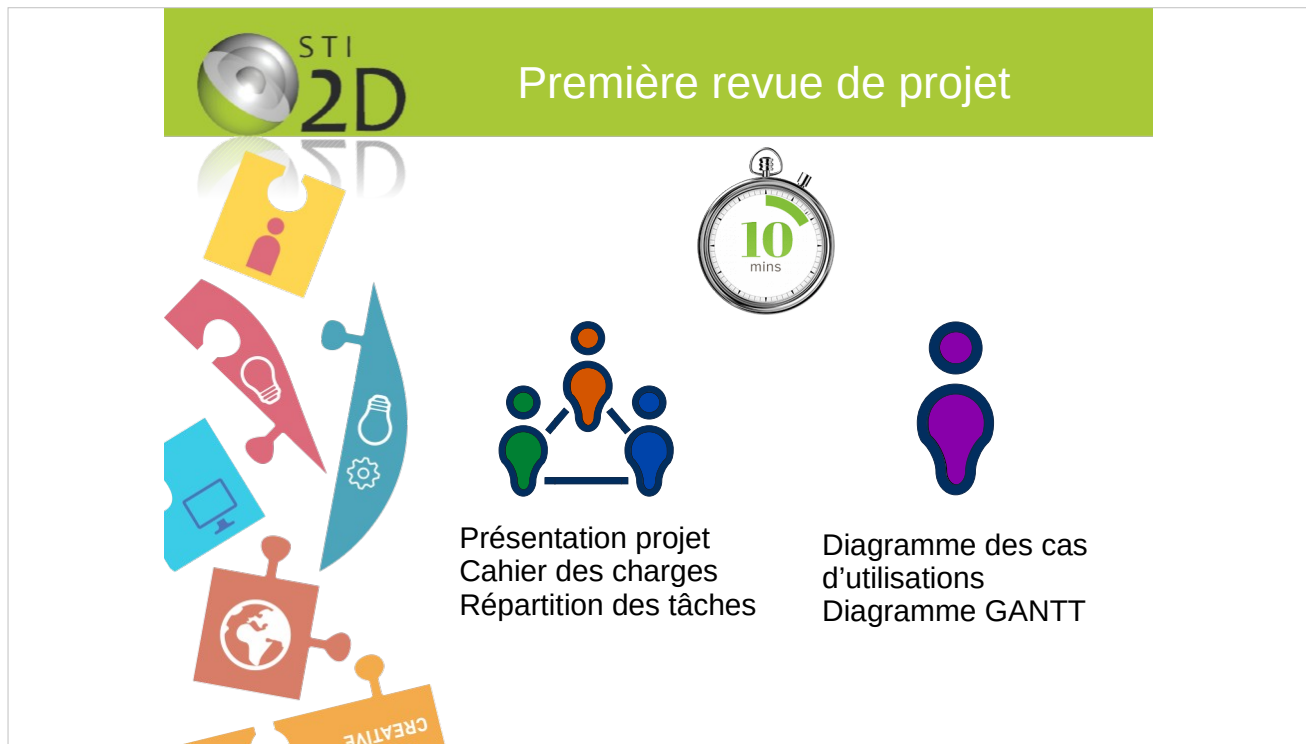 STI
2D
Première revue de projet
10
mins
Présentation projet
Cahier des charges
Répartition des tâches
Diagramme des cas
d’utilisations
Diagramme GANTT
CREATIVE